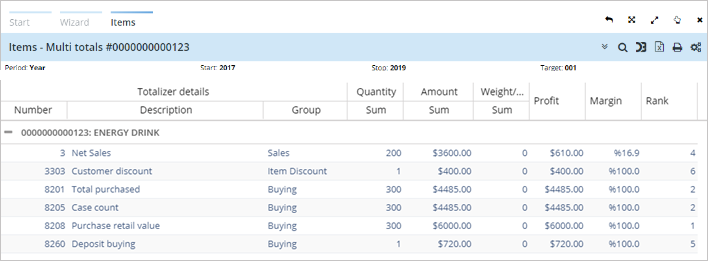 Start Wizard Items
Items - Multi totals #0000000000123
Period: Year Start: 2017 Stop: 2019 Target: 001
Totalizer details Quantity Amount Weight/... Profit Margin Rank
Number Description Group Sum Sum Sum
0000000000123: ENERGY DRINK
3 Net Sales Sales 200 $3600.00 0 $610.00 %16.9 4
3303 Customer discount Item Discount 1 $400.00 0 $400.00 %100.0 6
8201 Total purchased Buying 300 $4485.00 0 $4485.00 %100.0 2
8205 Case count Buying 300 $4485.00 0 $4485.00 %100.0 2
8208 Purchase retail value Buying 300 $6000.00 0 $6000.00 %100.0 1
8260 Deposit buying Buying 1 $720.00 0 $720.00 %100.0 5